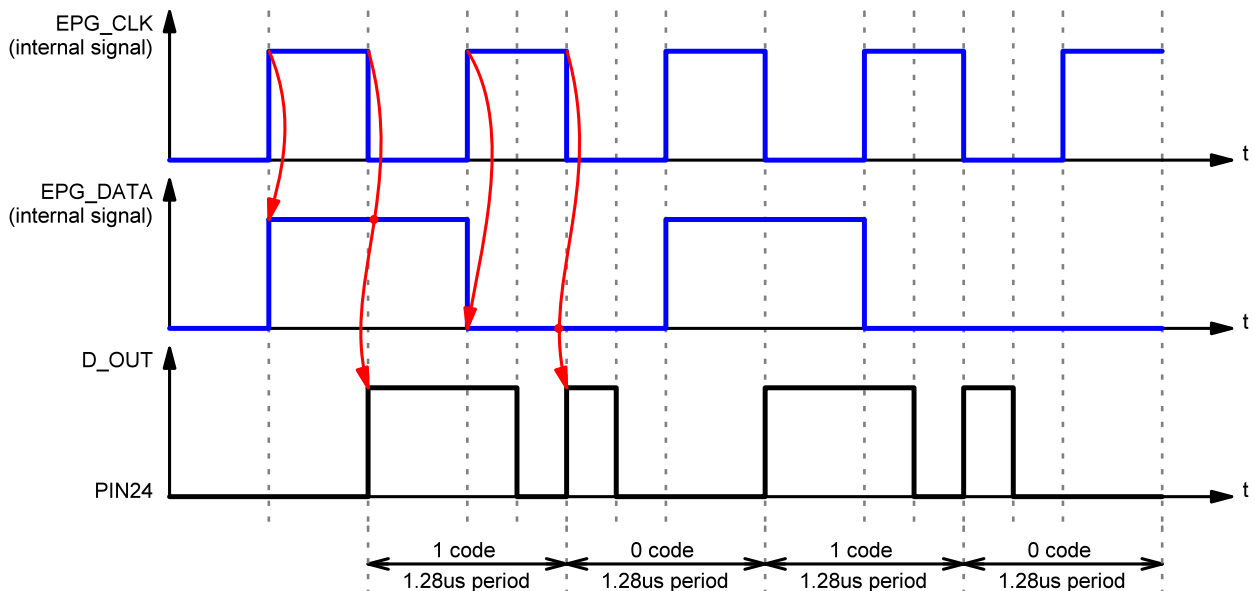 EPG_CLK
(internal signal)
t
EPG_DATA
(internal signal)
t
D_OUT
PIN24
t
1 code
0 code
1 code
0 code
1.28us period
1.28us period
1.28us period
1.28us period